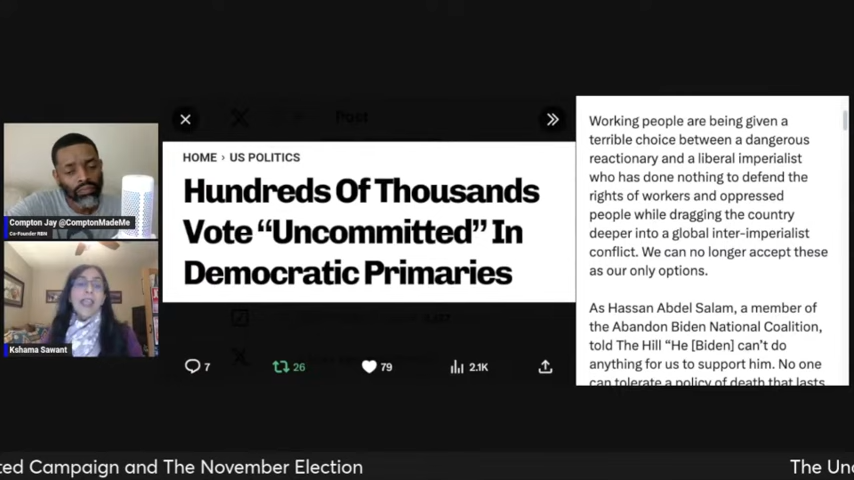 Compton Jay @ComptonMadeMe
Co-Founder RBN
Kshama Sawant
Post
HOME › US POLITICS
Hundreds Of Thousands
Vote “Uncommitted” In
Democratic Primaries
7
26
79
2.1K
Working people are being given a
terrible choice between a dangerous
reactionary and a liberal imperialist
who has done nothing to defend the
rights of workers and oppressed
people while dragging the country
deeper into a global inter-imperialist
conflict. We can no longer accept these
as our only options.
As Hassan Abdel Salam, a member of
the Abandon Biden National Coalition,
told The Hill “He [Biden] can’t do
anything for us to support him. No one
can tolerate a policy of death that lasts
ted Campaign and The November Election
The Unc